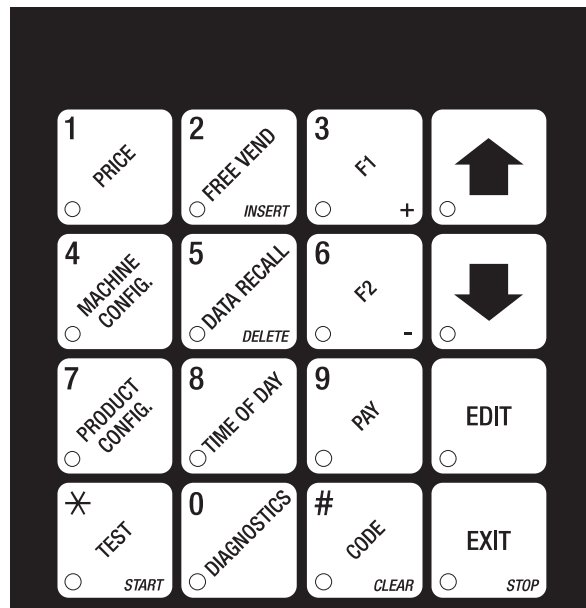 1
PRICE
2
FREE VEND
INSERT
3
F1
+
4
MACHINE
CONFIG.
5
DATA RECALL
DELETE
6
F2
-
7
PRODUCT
CONFIG.
8
TIME OF DAY
9
PAY
EDIT
*
TEST
START
0
DIAGNOSTICS
#
CODE
CLEAR
EXIT
STOP